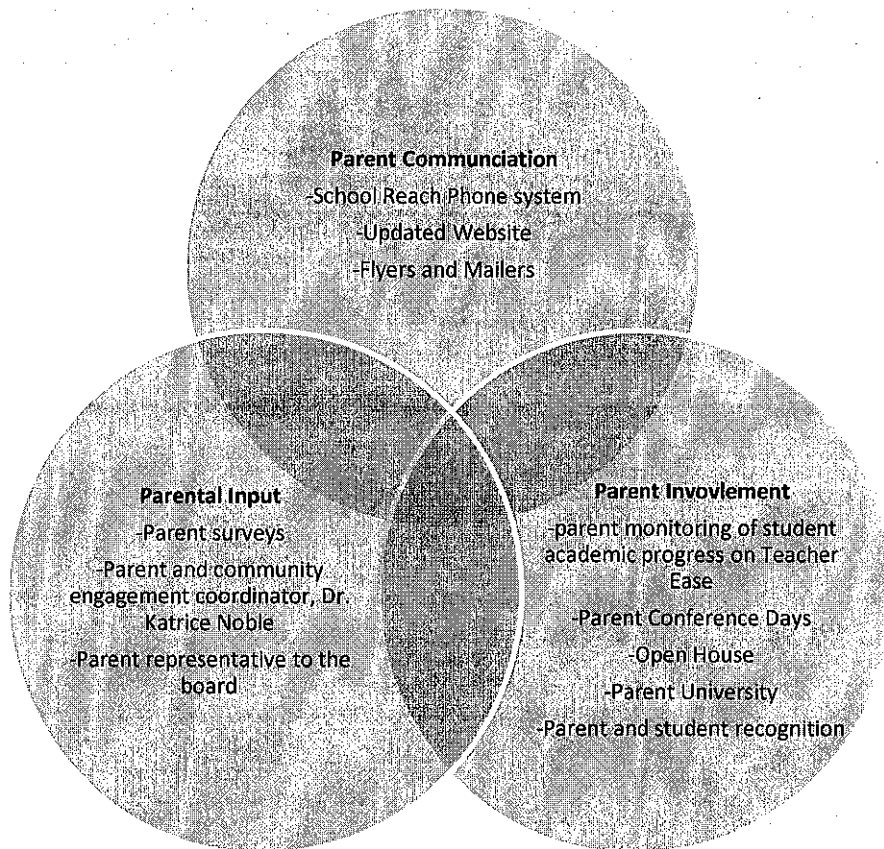 Parent Communciation
-School Reach Phone system
-Updated Website
-Flyers and Mailers
Parental Input
-Parent surveys
-Parent and community
engagement coordinator, Dr.
Katrice Noble
-Parent representative to the
board
Parent Invovlement
-parent monitoring of student
academic progress on Teacher
Ease
-Parent Conference Days
-Open House
-Parent University
-Parent and student recognition